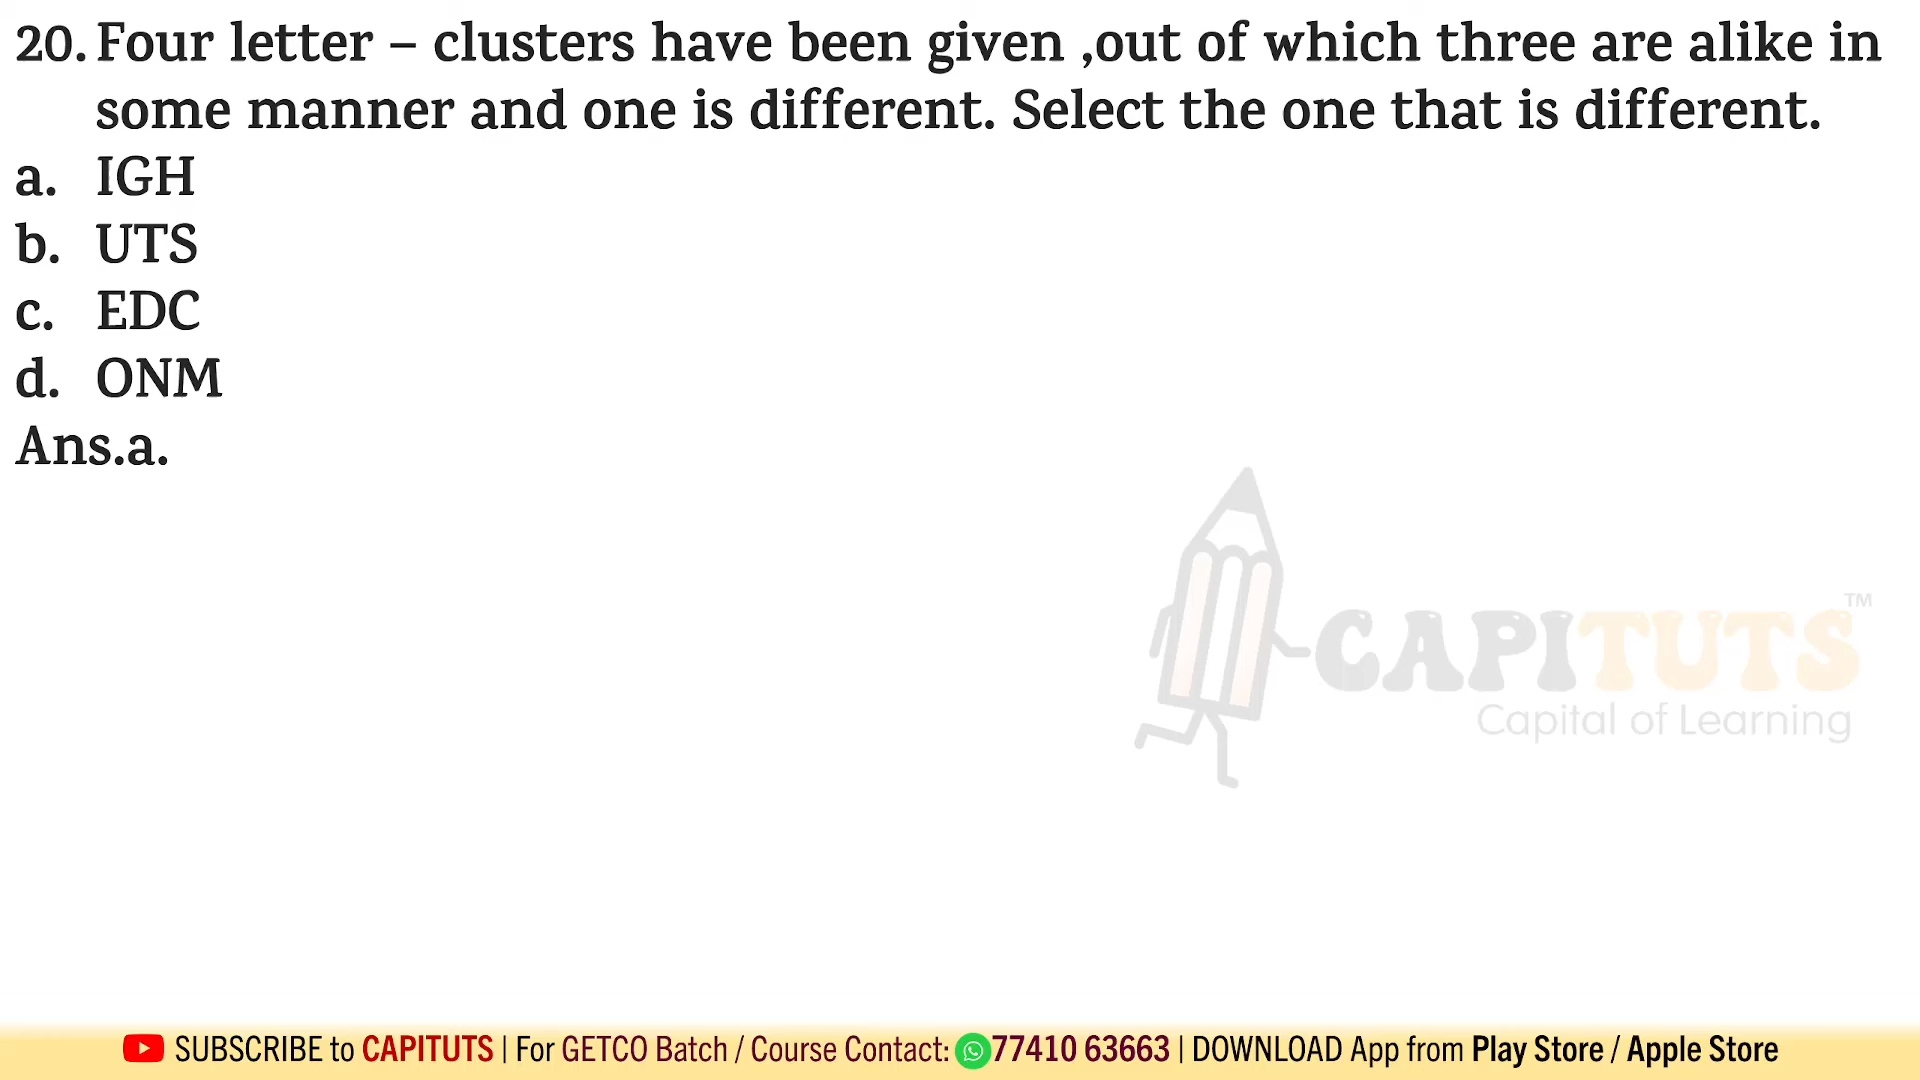 20. Four letter – clusters have been given ,out of which three are alike in
some manner and one is different. Select the one that is different.
a. IGH
b. UTS
c. EDC
d. ONM
Ans.a.
CAPITUTS™
Capital of Learning
SUBSCRIBE to CAPITUTS | For GETCO Batch / Course Contact: 77410 63663 | DOWNLOAD App from Play Store / Apple Store